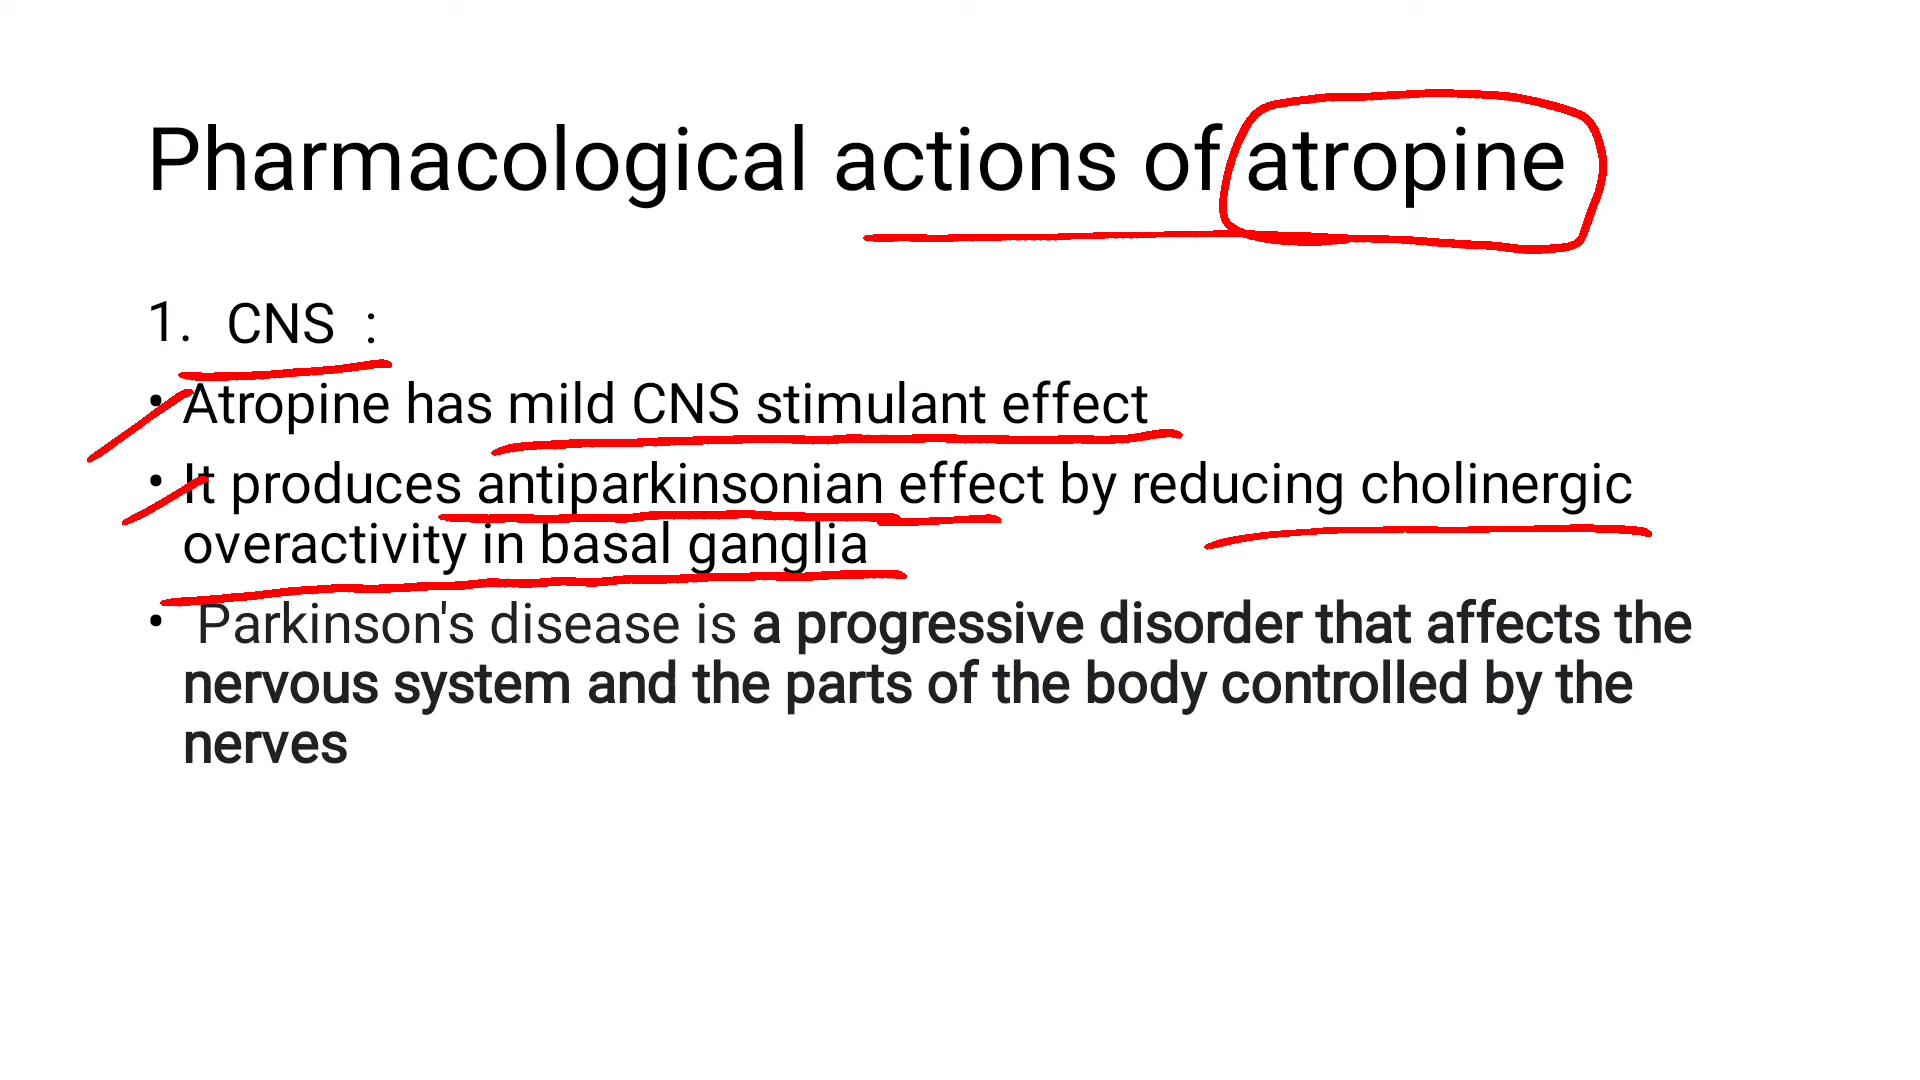 Pharmacological actions of atropine
1. CNS :
• Atropine has mild CNS stimulant effect
• It produces antiparkinsonian effect by reducing cholinergic
overactivity in basal ganglia
• Parkinson's disease is a progressive disorder that affects the
nervous system and the parts of the body controlled by the
nerves